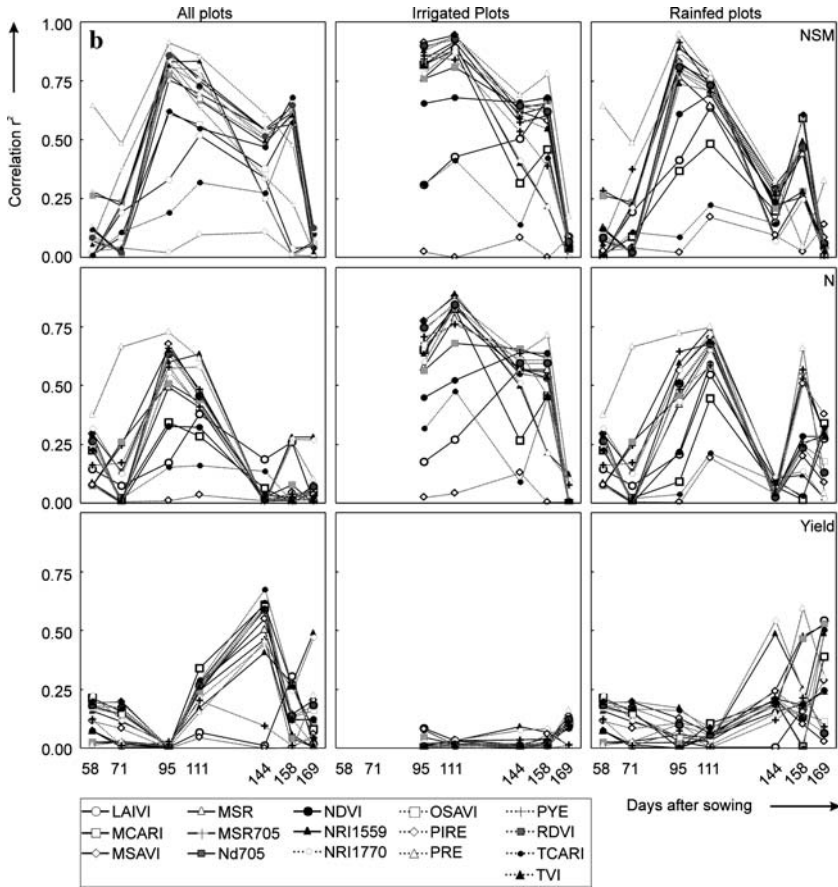 All plots Irrigated Plots Rainfed plots
b
NSM
1.00
0.75
0.50
0.25
0.00
Correlation r²
N
0.75
0.50
0.25
0.00
Yield
0.75
0.50
0.25
0.00
58 71 95 111 144 158 169 58 71 95 111 144 158 169 58 71 95 111 144 158 169
Days after sowing
LAIVI MSR NDVI OSAVI PYE
MCARI MSR705 NRI1559 PIRE RDVI
MSAVI Nd705 NRI1770 PRE TCARI
TVI